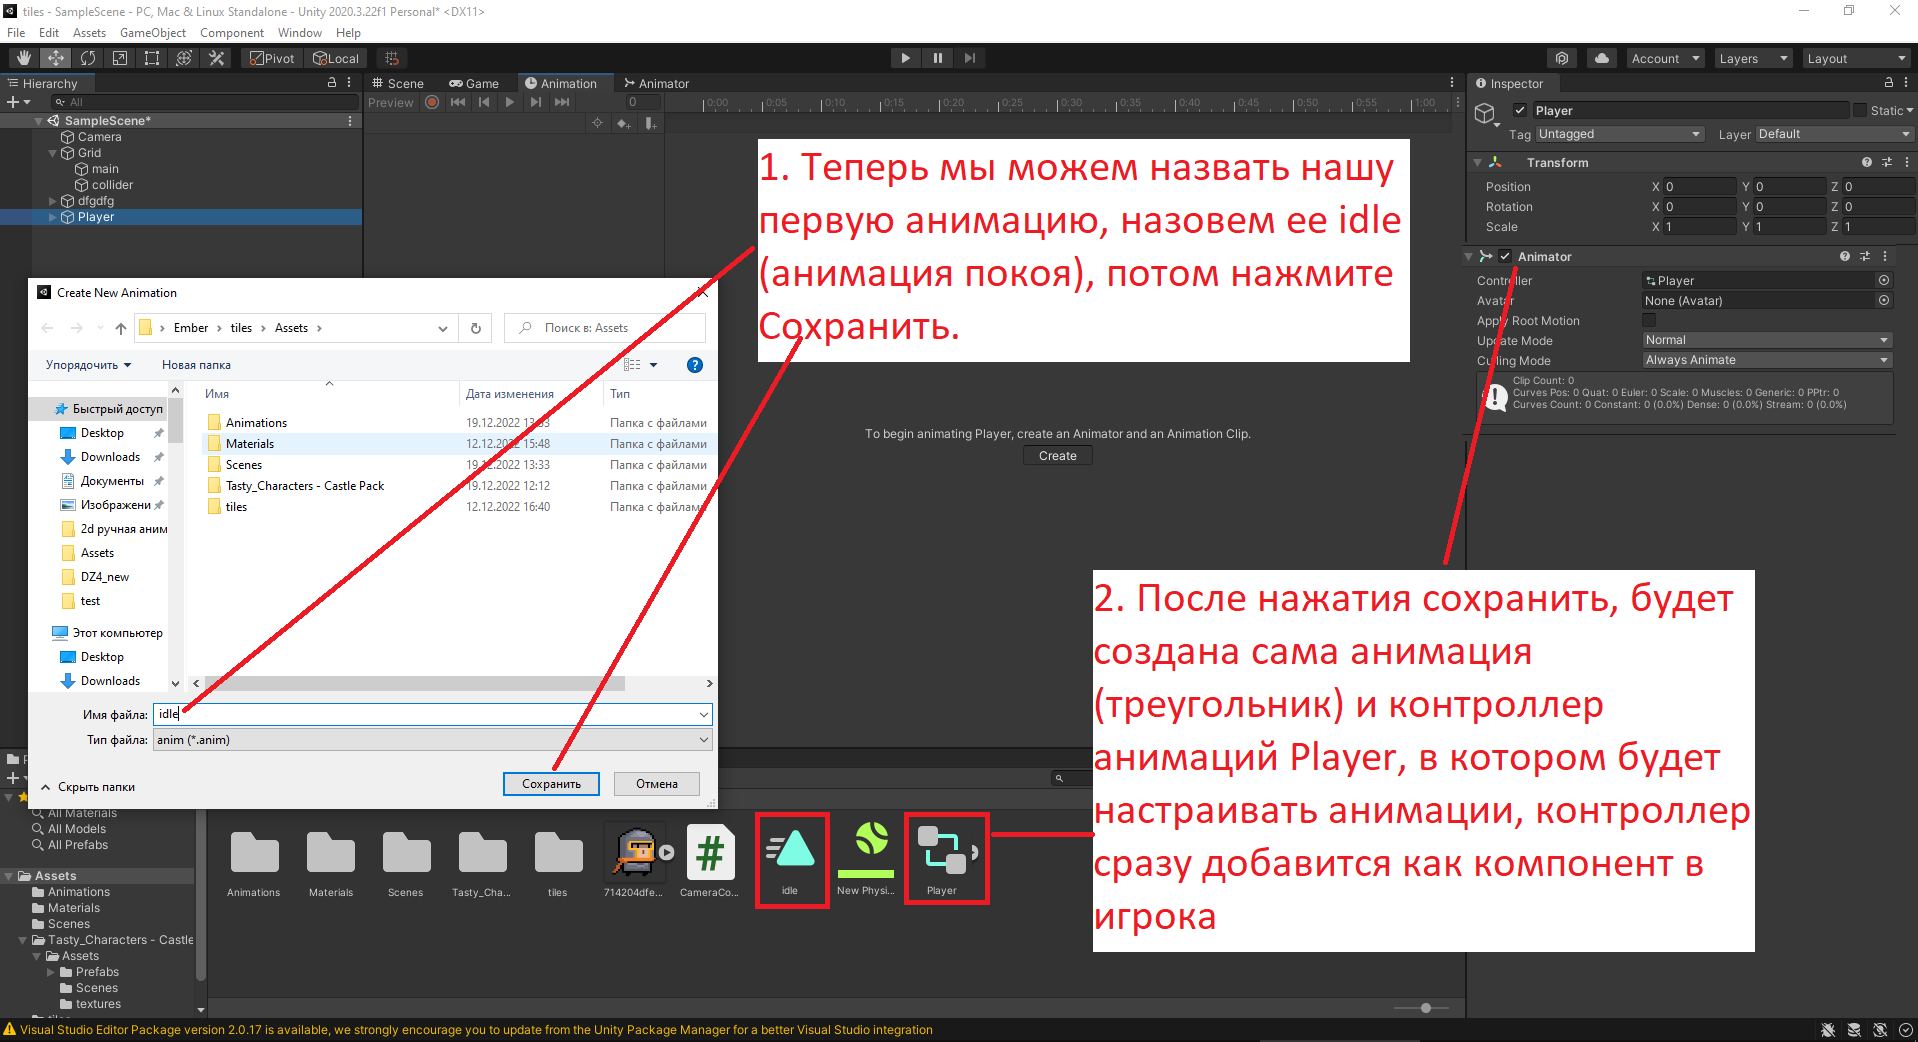 tiles - SampleScene - PC, Mac & Linux Standalone - Unity 2020.3.22f1 Personal* <DX11>
File Edit Assets GameObject Component Window Help
Pivot Local
Account Layers Layout
Hierarchy
All
SampleScene*
Camera
Grid
main
collider
dfgdfg
Player
Scene Game Animation Animator
Preview 0 0:00 0:05 0:10 0:15 0:20 0:25 0:30 0:35 0:40 0:45 0:50 0:55 1:00
1. Теперь мы можем назвать нашу
первую анимацию, назовем ее idle
(анимация покоя), потом нажмите
Сохранить.
To begin animating Player, create an Animator and an Animation Clip.
Create
Inspector
Player Static
Tag Untagged Layer Default
Transform
Position X 0 Y 0 Z 0
Rotation X 0 Y 0 Z 0
Scale X 1 Y 1 Z 1
Animator
Controller Player
Avatar None (Avatar)
Apply Root Motion
Update Mode Normal
Culling Mode Always Animate
Clip Count: 0
Curves Pos: 0 Quat: 0 Euler: 0 Scale: 0 Muscles: 0 Generic: 0 PPtr: 0
Curves Count: 0 Constant: 0 (0.0%) Dense: 0 (0.0%) Stream: 0 (0.0%)
Create New Animation
Ember › tiles › Assets ›
Поиск в: Assets
Упорядочить Новая папка
Имя Дата изменения Тип
Быстрый доступ
Desktop
Downloads
Документы
Изображени
2d ручная аним
Assets
DZ4_new
test
Этот компьютер
Desktop
Downloads
Animations 19.12.2022 13:33 Папка с файлами
Materials 12.12.2022 15:48 Папка с файлами
Scenes 19.12.2022 13:33 Папка с файлами
Tasty_Characters - Castle Pack 19.12.2022 12:12 Папка с файлами
tiles 12.12.2022 16:40 Папка с файлами
Имя файла: idle
Тип файла: anim (*.anim)
Скрыть папки
Сохранить Отмена
2. После нажатия сохранить, будет
создана сама анимация
(треугольник) и контроллер
анимаций Player, в котором будет
настраивать анимации, контроллер
сразу добавится как компонент в
игрока
All Materials
All Models
All Prefabs
Assets
Animations
Materials
Scenes
Tasty_Characters - Castle
Assets
Prefabs
Scenes
textures
Animations Materials Scenes Tasty_Cha... tiles 714204dfe... CameraCo... idle New Physi... Player
Visual Studio Editor Package version 2.0.17 is available, we strongly encourage you to update from the Unity Package Manager for a better Visual Studio integration